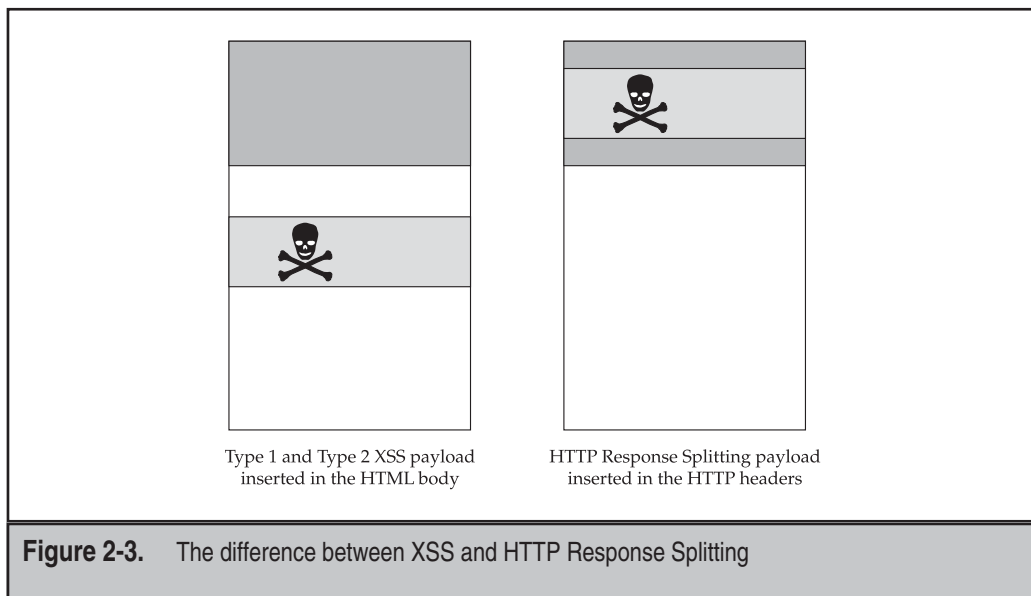 Type 1 and Type 2 XSS payload
inserted in the HTML body
HTTP Response Splitting payload
inserted in the HTTP headers
Figure 2-3. The difference between XSS and HTTP Response Splitting